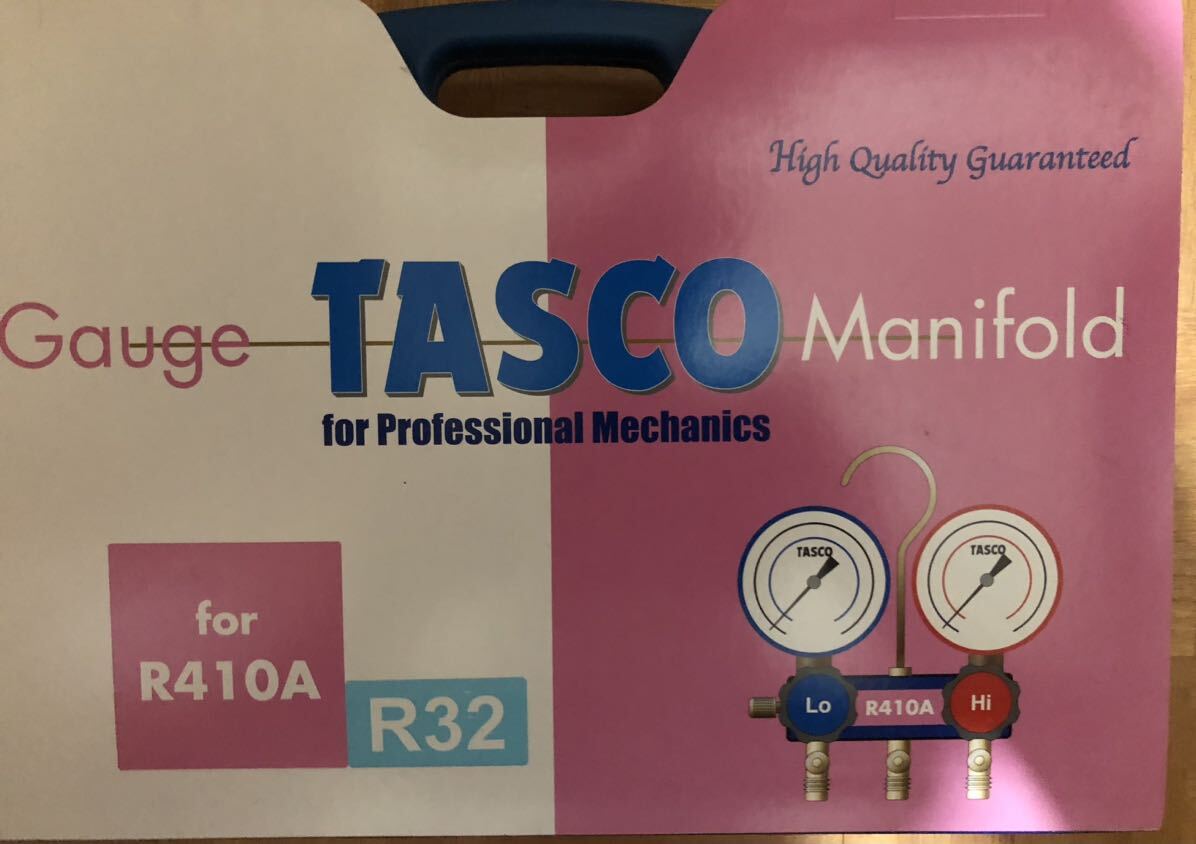 High Quality Guaranteed
Gauge TASCO Manifold
for Professional Mechanics
for
R410A
R32
TASCO TASCO
Lo R410A Hi